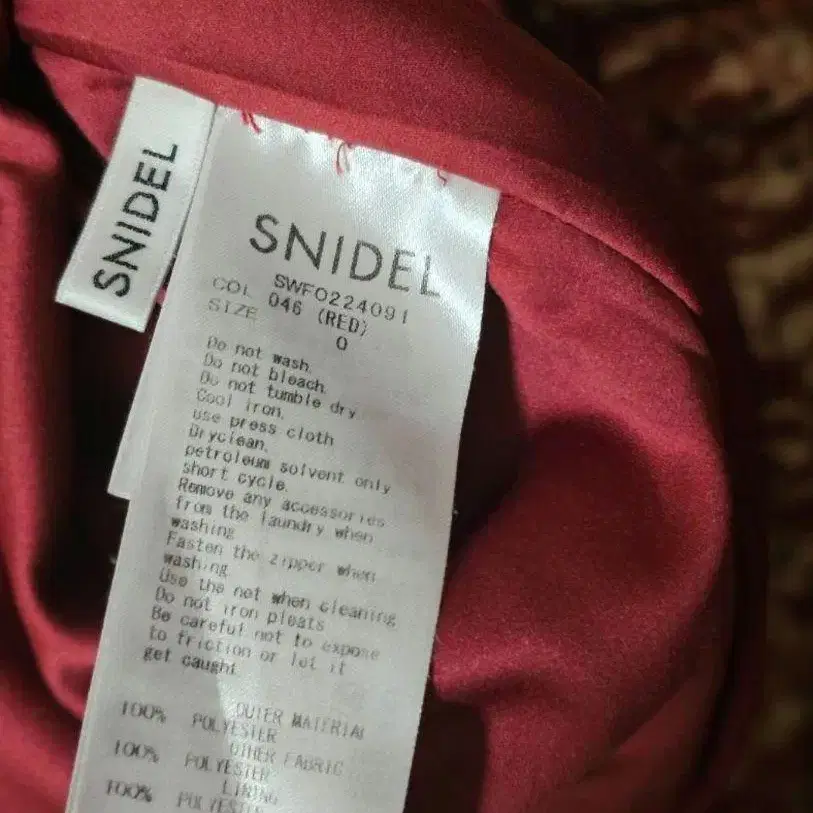 SNIDEL
SNIDEL
SWFO224091
COL 046 (RED)
SIZE 0
Do not wash.
Do not bleach.
Do not tumble dry
Cool iron.
use press cloth
Dryclean.
petroleum solvent only
short cycle.
Remove any accessories
from the laundry when
washing
Fasten the zipper when
washing
Use the net when cleaning
Do not iron pleats
Be careful not to expose
to friction or let it
get caught
OUTER MATERIAL
100% POLYESTER
OTHER FABRIC
100% POLYESTER
LINING
100% POLYESTER